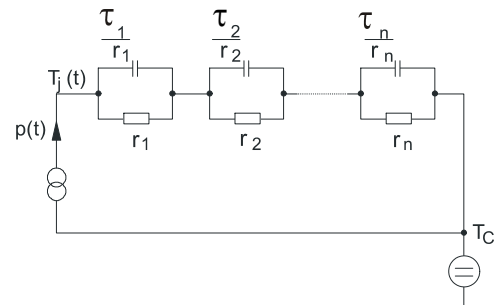 τ1 τ2 τn
r1 r2 rn
Tj (t)
p(t)
r1 r2 rn
TC